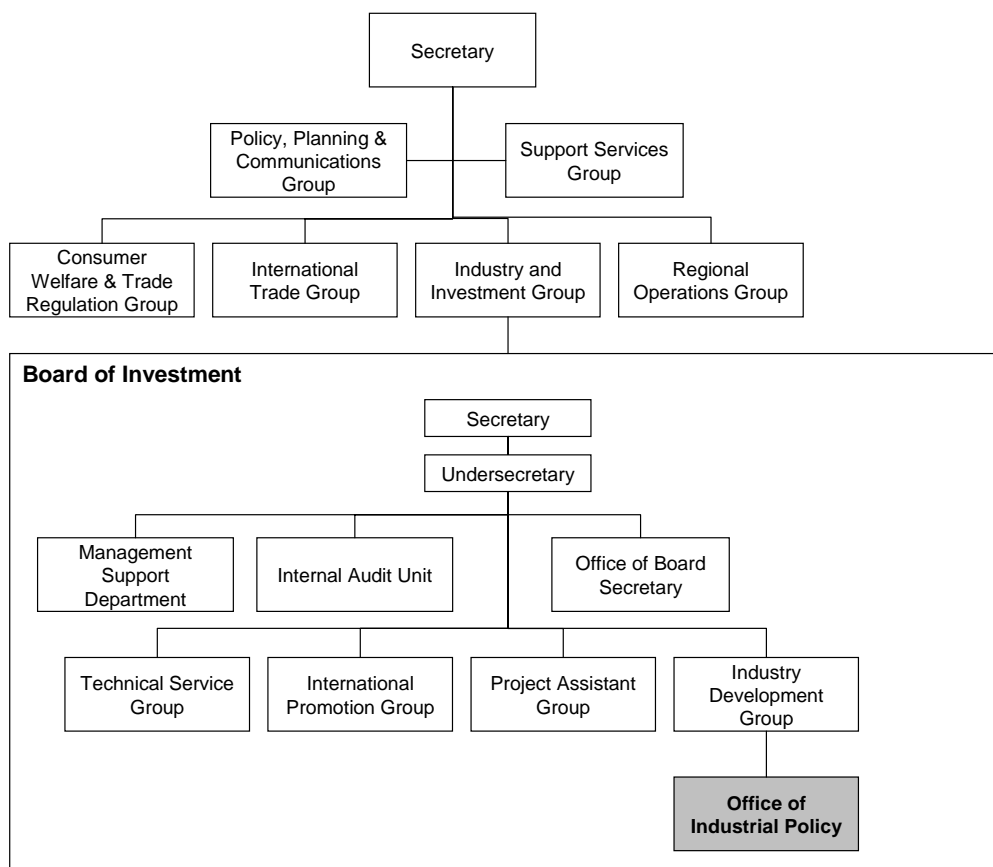 Secretary
Policy, Planning &
Communications
Group
Support Services
Group
Consumer
Welfare & Trade
Regulation Group
International
Trade Group
Industry and
Investment Group
Regional
Operations Group
Board of Investment
Secretary
Undersecretary
Management
Support
Department
Internal Audit Unit
Office of Board
Secretary
Technical Service
Group
International
Promotion Group
Project Assistant
Group
Industry
Development
Group
Office of
Industrial Policy